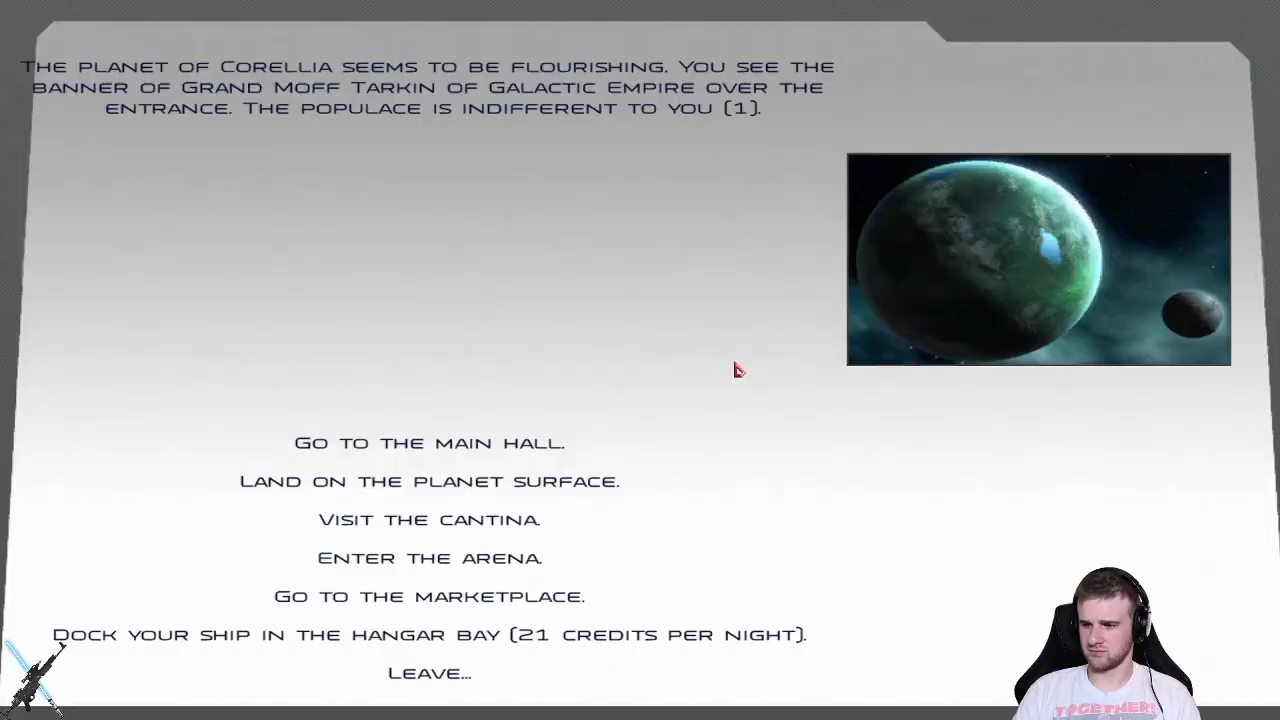 The planet of Corellia seems to be flourishing. You see the
banner of Grand Moff Tarkin of Galactic Empire over the
entrance. The populace is indifferent to you (1).
Go to the main hall.
Land on the planet surface.
Visit the cantina.
Enter the arena.
Go to the marketplace.
Dock your ship in the hangar bay (21 credits per night).
Leave...
TOGETHER!